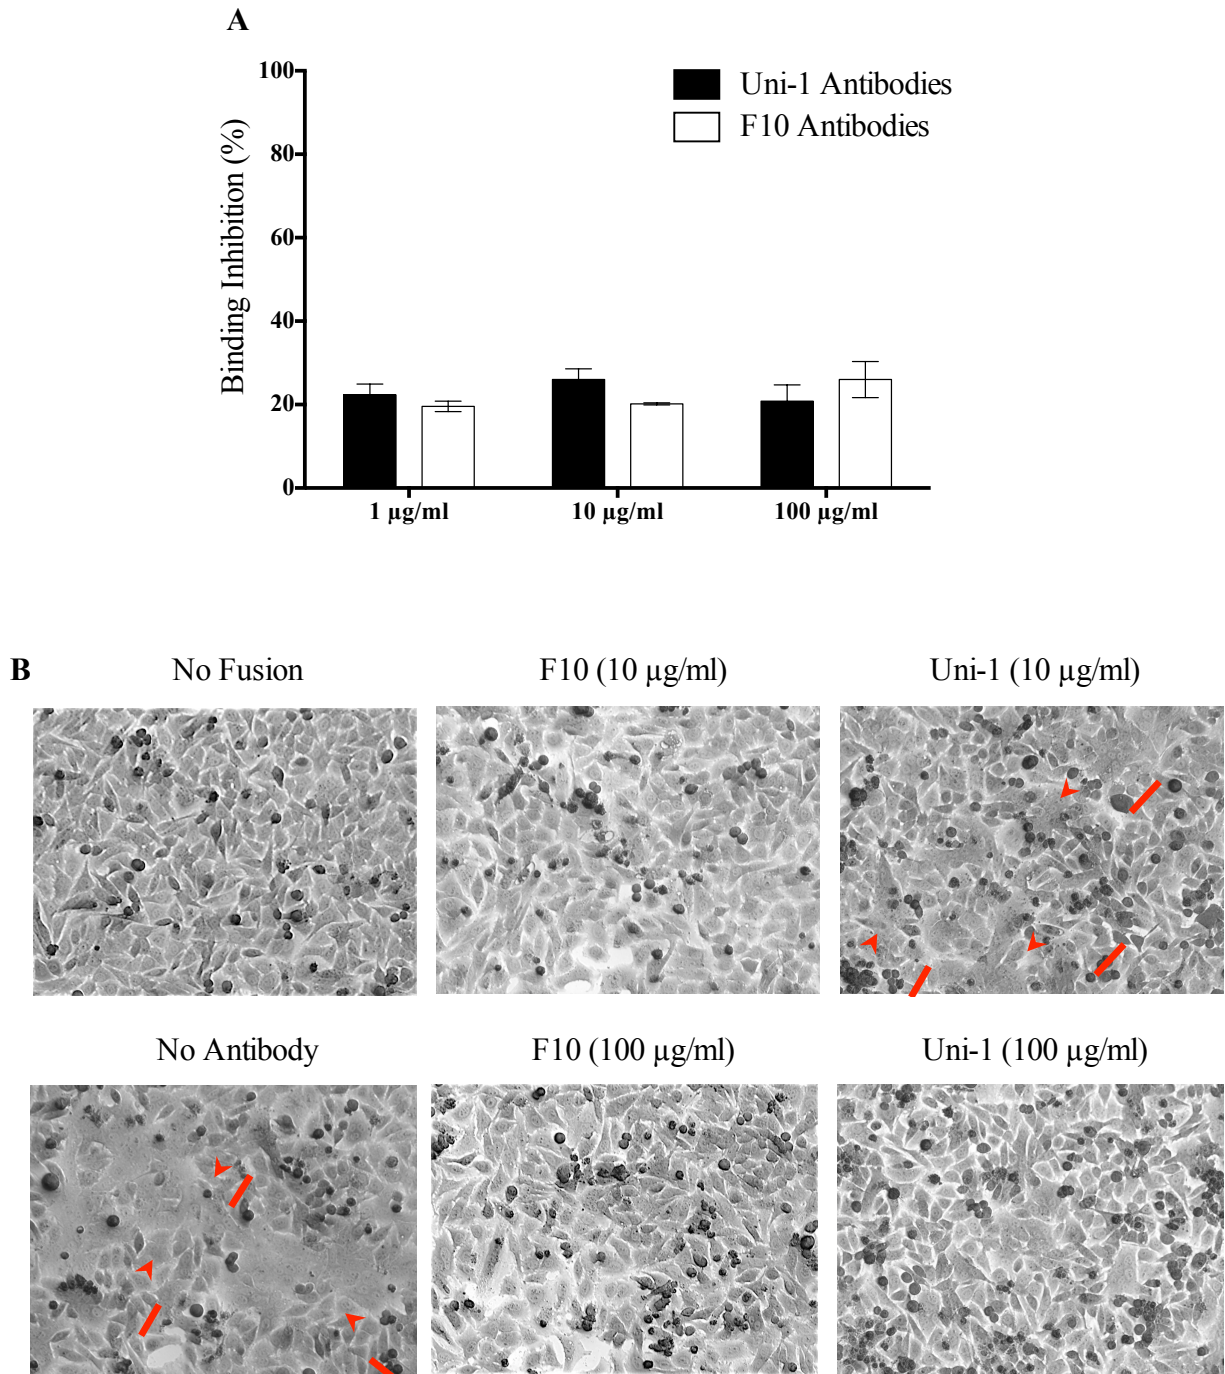 A
100
80
60
40
20
0
Binding Inhibition (%)
Uni-1 Antibodies
F10 Antibodies
1 µg/ml 10 µg/ml 100 µg/ml
B
No Fusion F10 (10 µg/ml) Uni-1 (10 µg/ml)
No Antibody F10 (100 µg/ml) Uni-1 (100 µg/ml)